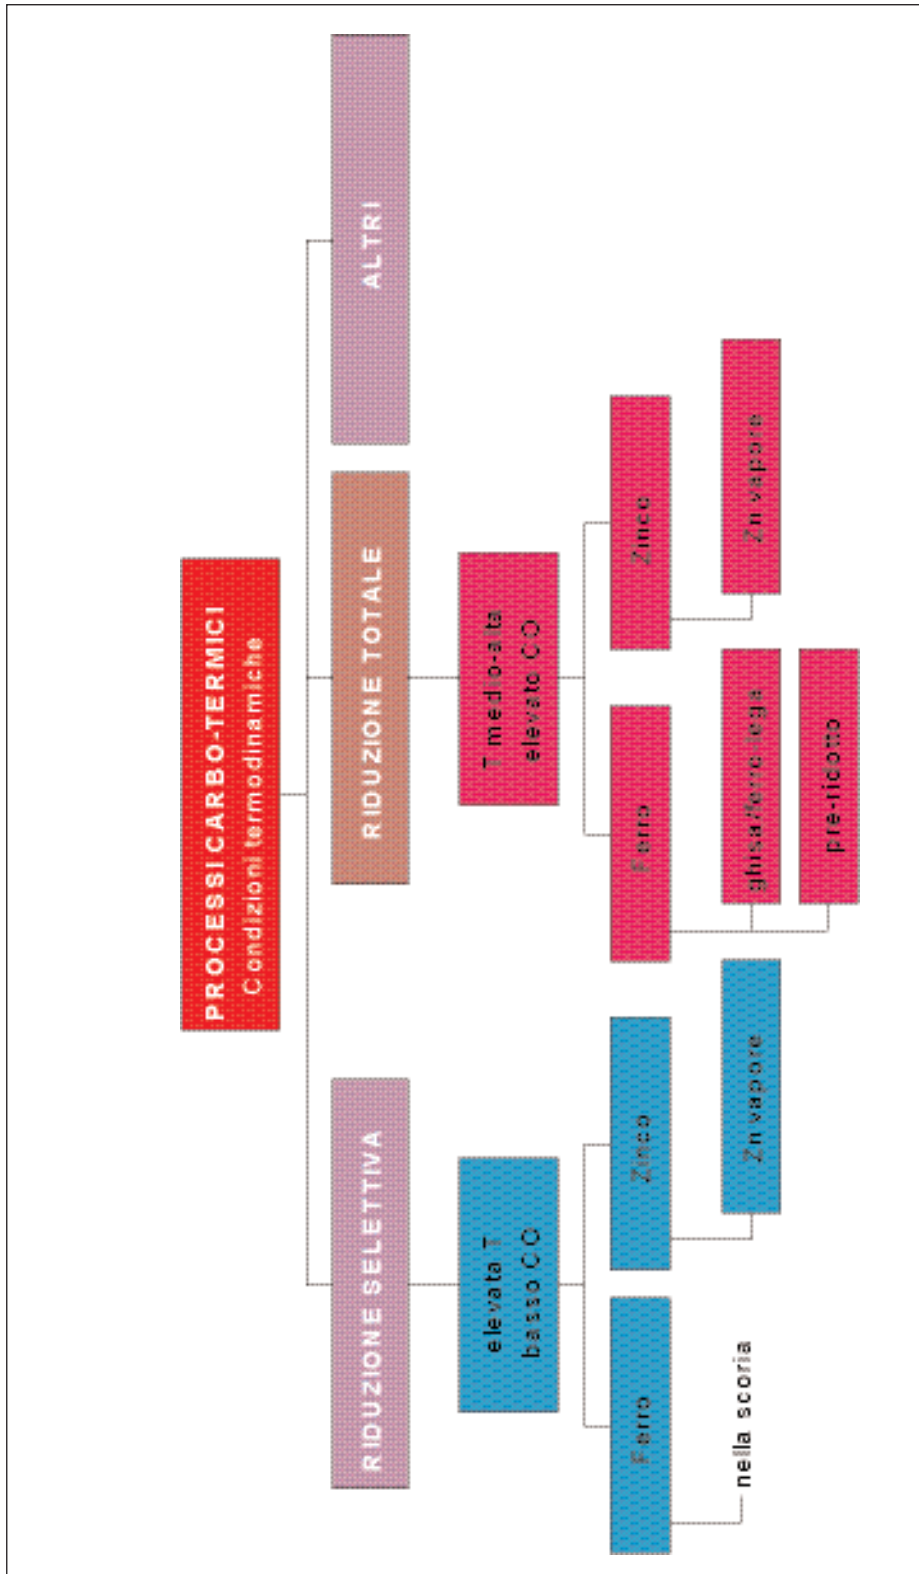 PROCESSI CARBO-TERMICI
Condizioni termodinamiche
RIDUZIONE SELETTIVA
RIDUZIONE TOTALE
ALTRI
elevata T
basso CO
T medio-alta
elevato CO
Ferro
Zinco
Ferro
Zinco
nella scoria
Zn vapore
ghisa/ferro-lega
Zn vapore
pre-ridotto